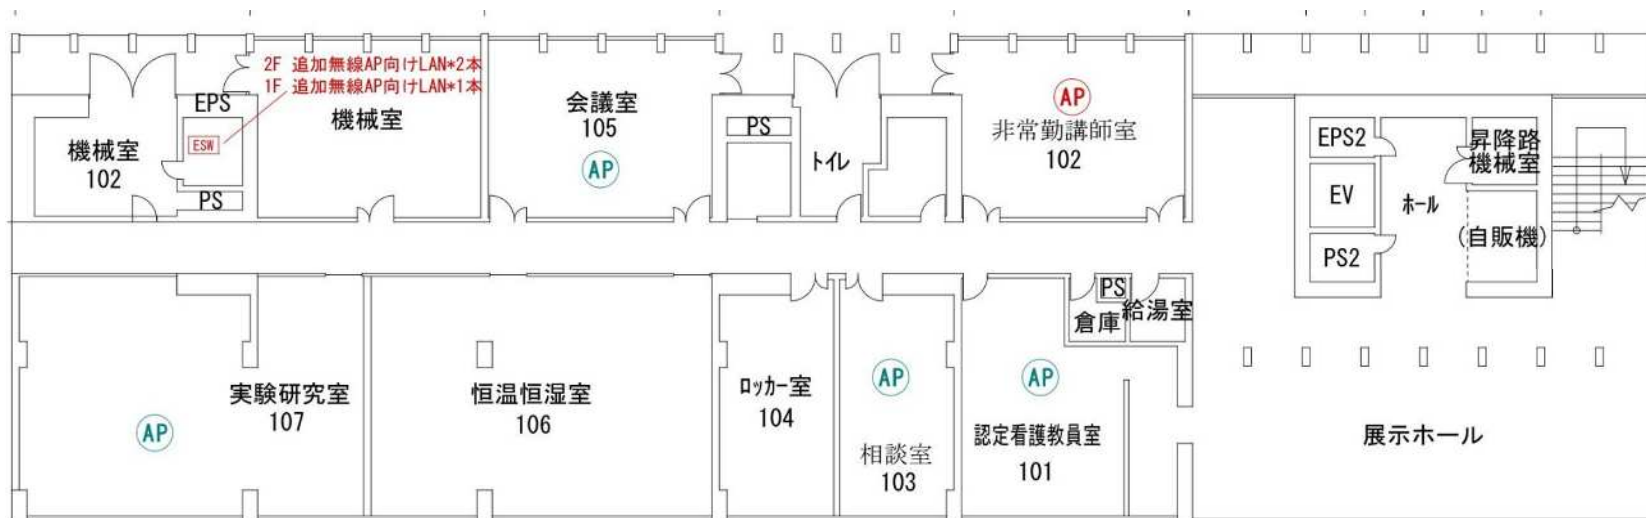 2F 追加無線AP向けLAN*2本
1F 追加無線AP向けLAN*1本
EPS
ESW
機械室
102
PS
機械室
会議室
105
AP
PS
トイレ
AP
非常勤講師室
102
EPS2
EV
PS2
ホール
昇降路
機械室
(自販機)
実験研究室
107
AP
恒温恒湿室
106
ロッカー室
104
AP
相談室
103
AP
認定看護教員室
101
倉庫
PS
給湯室
展示ホール